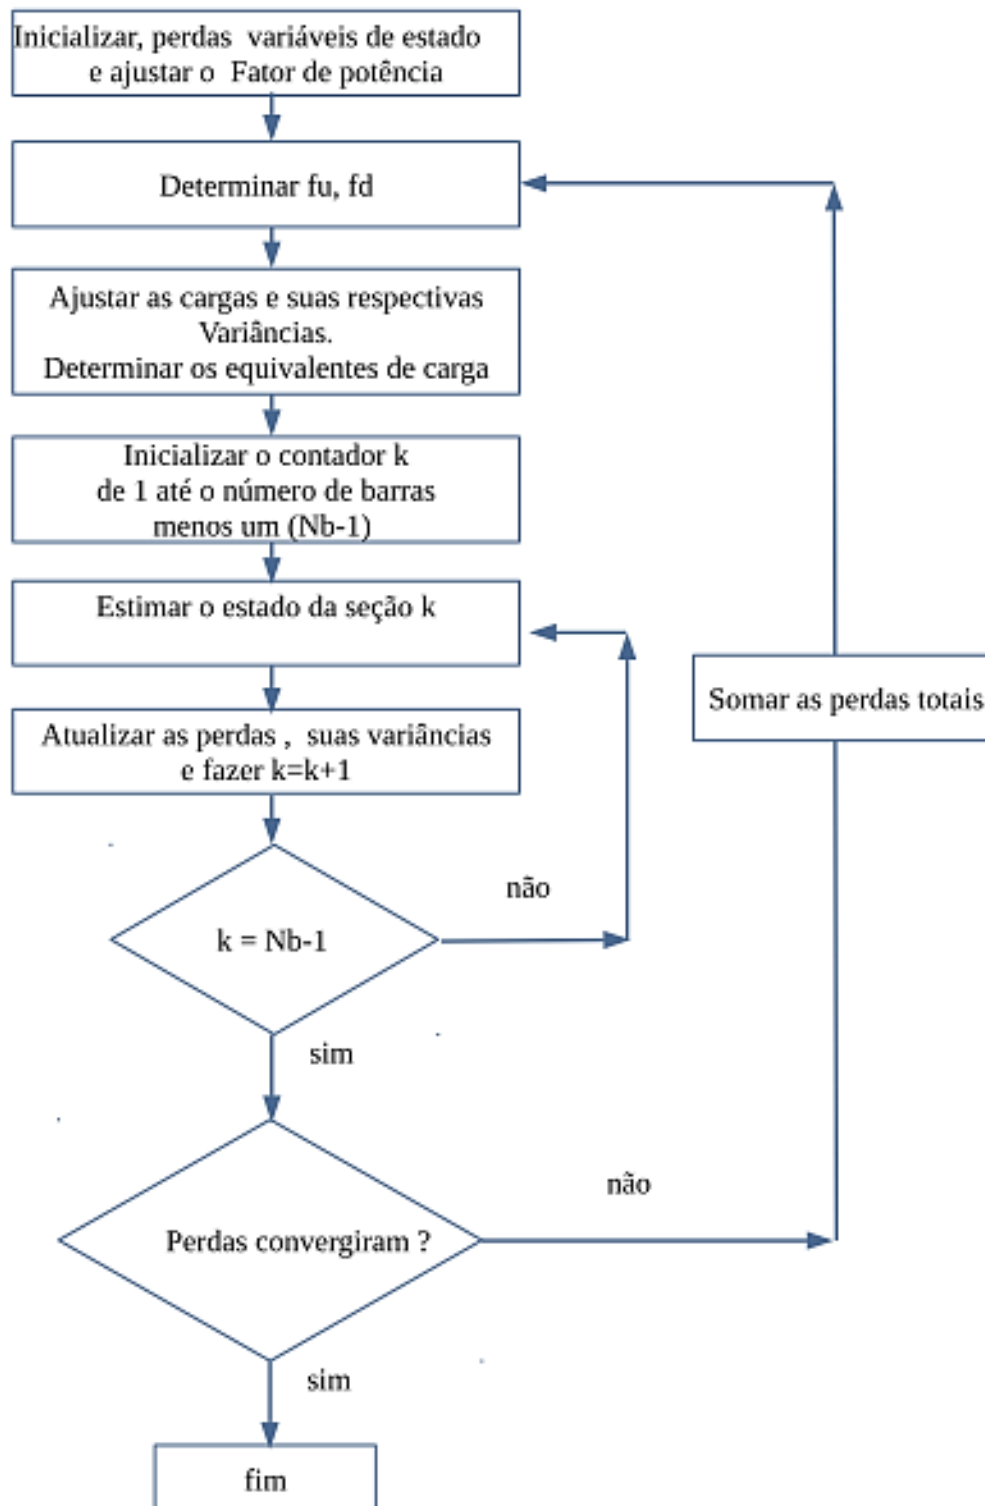 Inicializar, perdas variáveis de estado
e ajustar o Fator de potência
Determinar fu, fd
Ajustar as cargas e suas respectivas
Variâncias.
Determinar os equivalentes de carga
Inicializar o contador k
de 1 até o número de barras
menos um (Nb-1)
Estimar o estado da seção k
Somar as perdas totais
Atualizar as perdas , suas variâncias
e fazer k=k+1
não
k = Nb-1
sim
não
Perdas convergiram ?
sim
fim